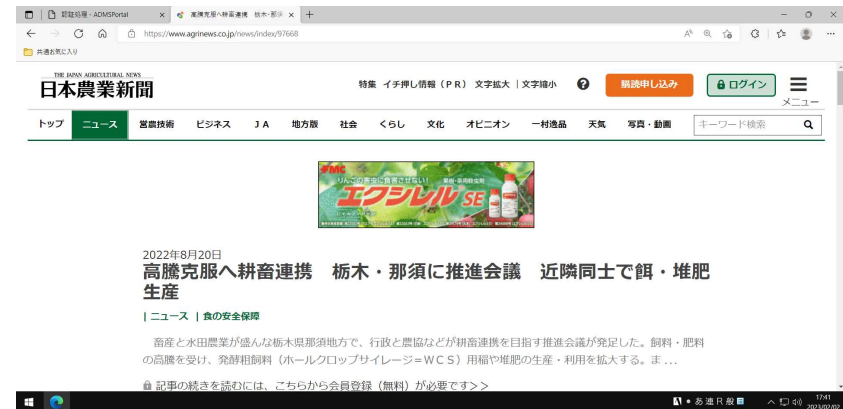 認証処理 - ADMSPortal
高騰克服へ耕畜連携 栃木・那須
https://www.agrinews.co.jp/news/index/97668
共通お気に入り
THE JAPAN AGRICULTURAL NEWS
日本農業新聞
特集 イチ押し情報（ＰＲ） 文字拡大 | 文字縮小
購読申し込み
ログイン
メニュー
トップ ニュース 営農技術 ビジネス ＪＡ 地方版 社会 くらし 文化 オピニオン 一村逸品 天気 写真・動画 キーワード検索
FMC
りんごの害虫に食害させない!
エクシレル SE
2022年8月20日
高騰克服へ耕畜連携　栃木・那須に推進会議　近隣同士で餌・堆肥
生産
| ニュース | 食の安全保障
畜産と水田農業が盛んな栃木県那須地方で、行政と農協などが耕畜連携を目指す推進会議が発足した。飼料・肥料
の高騰を受け、発酵粗飼料（ホールクロップサイレージ＝ＷＣＳ）用稲や堆肥の生産・利用を拡大する。ま ...
記事の続きを読むには、こちらから会員登録（無料）が必要です>>
あ 連 R 般
17:41
2023/02/02